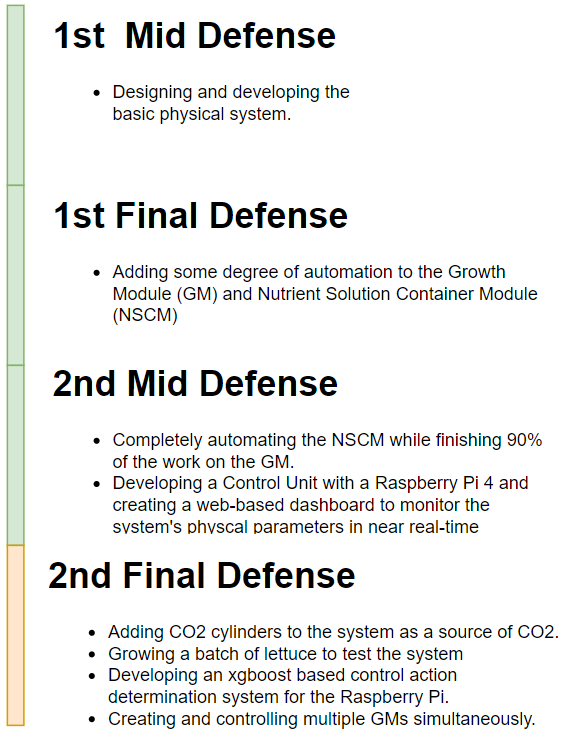 1st  Mid Defense
• Designing and developing the
basic physical system.
1st Final Defense
• Adding some degree of automation to the Growth
Module (GM) and Nutrient Solution Container Module
(NSCM)
2nd Mid Defense
• Completely automating the NSCM while finishing 90%
of the work on the GM.
• Developing a Control Unit with a Raspberry Pi 4 and
creating a web-based dashboard to monitor the
system's physcal parameters in near real-time
2nd Final Defense
• Adding CO2 cylinders to the system as a source of CO2.
• Growing a batch of lettuce to test the system
• Developing an xgboost based control action
determination system for the Raspberry Pi.
• Creating and controlling multiple GMs simultaneously.